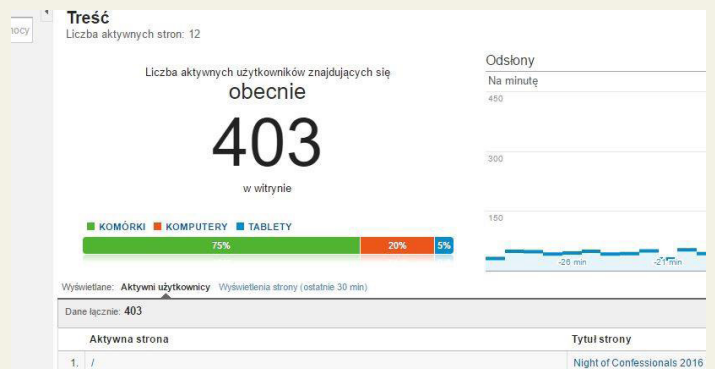 Treść
Liczba aktywnych stron: 12
Liczba aktywnych użytkowników znajdujących się
obecnie
403
w witrynie
KOMÓRKI KOMPUTERY TABLETY
75% 20% 5%
Odsłony
Na minutę
450
300
150
-26 min -21 min
Wyświetlane: Aktywni użytkownicy Wyświetlenia strony (ostatnie 30 min)
Dane łącznie: 403
Aktywna strona Tytuł strony
1. / Night of Confessionals 2016